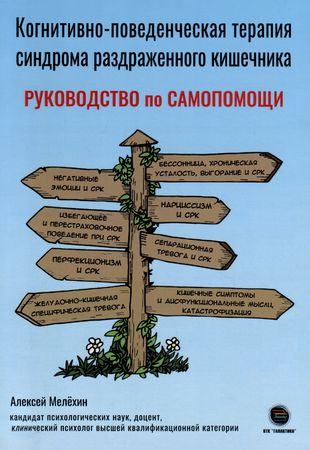 Когнитивно-поведенческая терапия
синдрома раздраженного кишечника
РУКОВОДСТВО по САМОПОМОЩИ
НЕГАТИВНЫЕ
ЭМОЦИИ И СРК
БЕССОННИЦА, ХРОНИЧЕСКАЯ
УСТАЛОСТЬ, ВЫГОРАНИЕ И СРК
ИЗБЕГАЮЩЕЕ
И ПЕРЕСТРАХОВОЧНОЕ
ПОВЕДЕНИЕ ПРИ СРК
НАРЦИССИЗМ
И СРК
ПЕРФЕКЦИОНИЗМ
И СРК
СЕПАРАЦИОННАЯ
ТРЕВОГА И СРК
ЖЕЛУДОЧНО-КИШЕЧНАЯ
СПЕЦИФИЧЕСКАЯ ТРЕВОГА
КИШЕЧНЫЕ СИМПТОМЫ
И ДИСФУНКЦИОНАЛЬНЫЕ МЫСЛИ,
КАТАСТРОФИЗАЦИЯ
Алексей Мелёхин
кандидат психологических наук, доцент,
клинический психолог высшей квалификационной категории
ИТК "ГАЛАКТИКА"